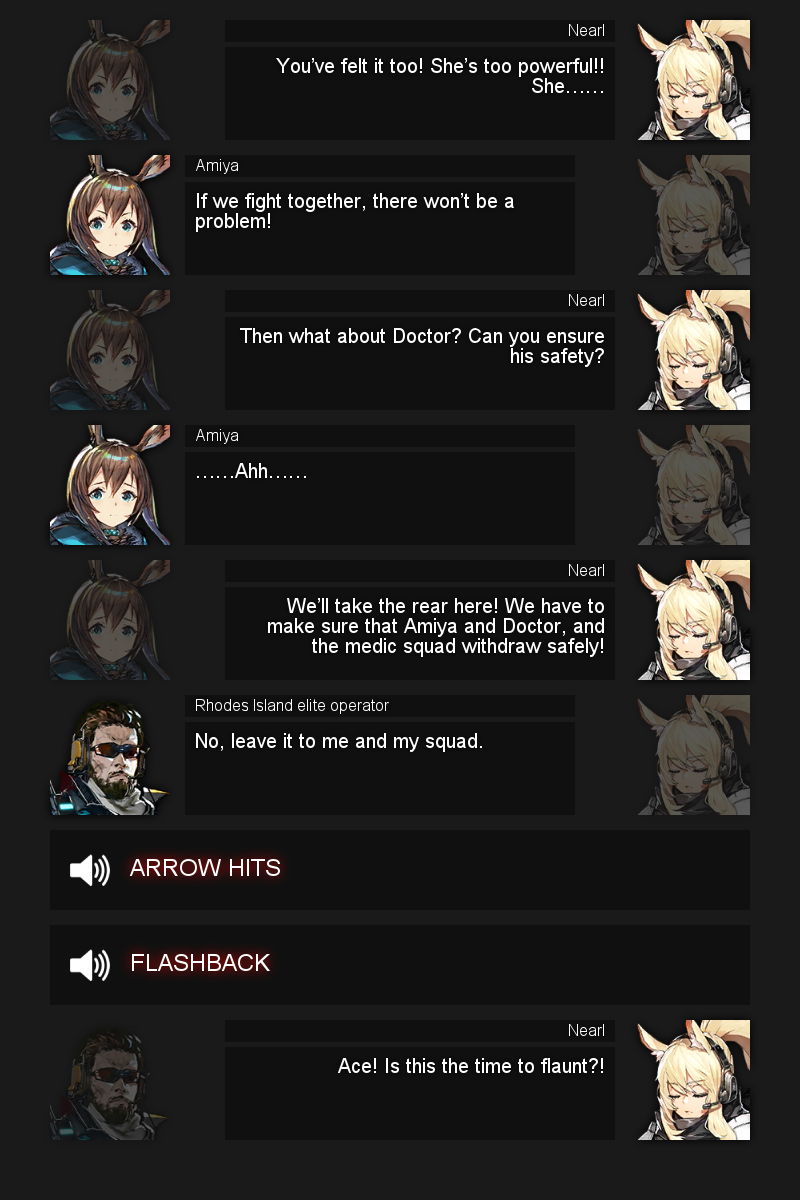 Nearl
You've felt it too! She's too powerful!!
She……
Amiya
If we fight together, there won't be a
problem!
Nearl
Then what about Doctor? Can you ensure
his safety?
Amiya
……Ahh……
Nearl
We'll take the rear here! We have to
make sure that Amiya and Doctor, and
the medic squad withdraw safely!
Rhodes Island elite operator
No, leave it to me and my squad.
ARROW HITS
FLASHBACK
Nearl
Ace! Is this the time to flaunt?!